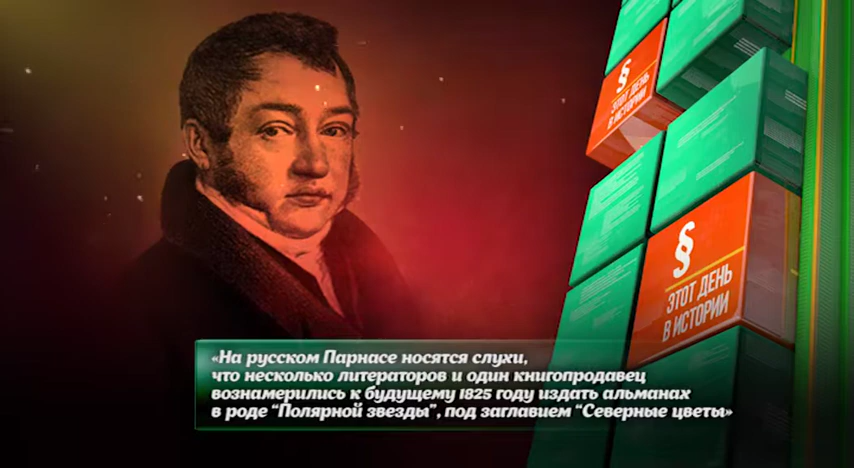 §
ЭТОТ ДЕНЬ
В ИСТОРИИ
§
ЭТОТ ДЕНЬ
В ИСТОРИИ
«На русском Парнасе носятся слухи,
что несколько литераторов и один книгопродавец
вознамерились к будущему 1825 году издать альманах
в роде “Полярной звезды”, под заглавием “Северные цветы»